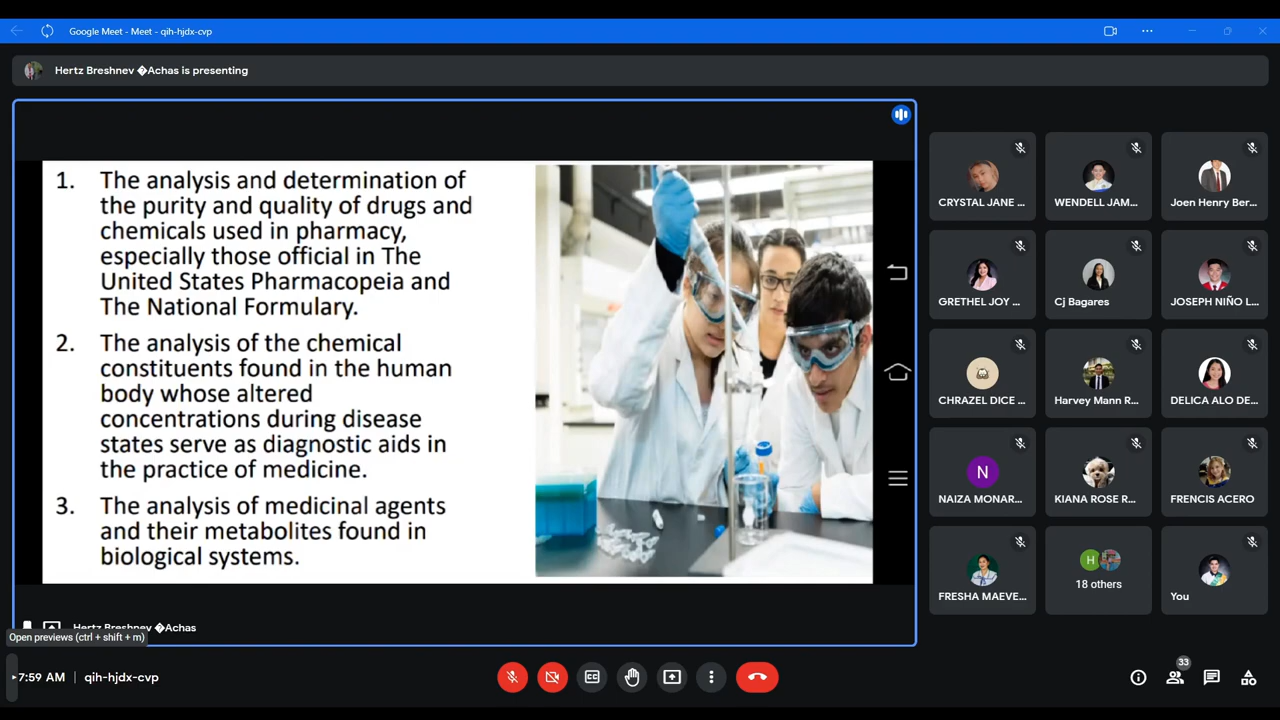 Google Meet - Meet - qih-hjdx-cvp
Hertz Breshnev �Achas is presenting
1. The analysis and determination of
the purity and quality of drugs and
chemicals used in pharmacy,
especially those official in The
United States Pharmacopeia and
The National Formulary.
2. The analysis of the chemical
constituents found in the human
body whose altered
concentrations during disease
states serve as diagnostic aids in
the practice of medicine.
3. The analysis of medicinal agents
and their metabolites found in
biological systems.
CRYSTAL JANE ...
WENDELL JAM...
Joen Henry Ber...
GRETHEL JOY ...
Cj Bagares
JOSEPH NIÑO L...
CHRAZEL DICE ...
Harvey Mann R...
DELICA ALO DE...
N
NAIZA MONAR...
KIANA ROSE R...
FRENCIS ACERO
FRESHA MAEVE...
H
18 others
You
Hertz Breshnev �Achas
Open previews (ctrl + shift + m)
7:59 AM | qih-hjdx-cvp
CC
33